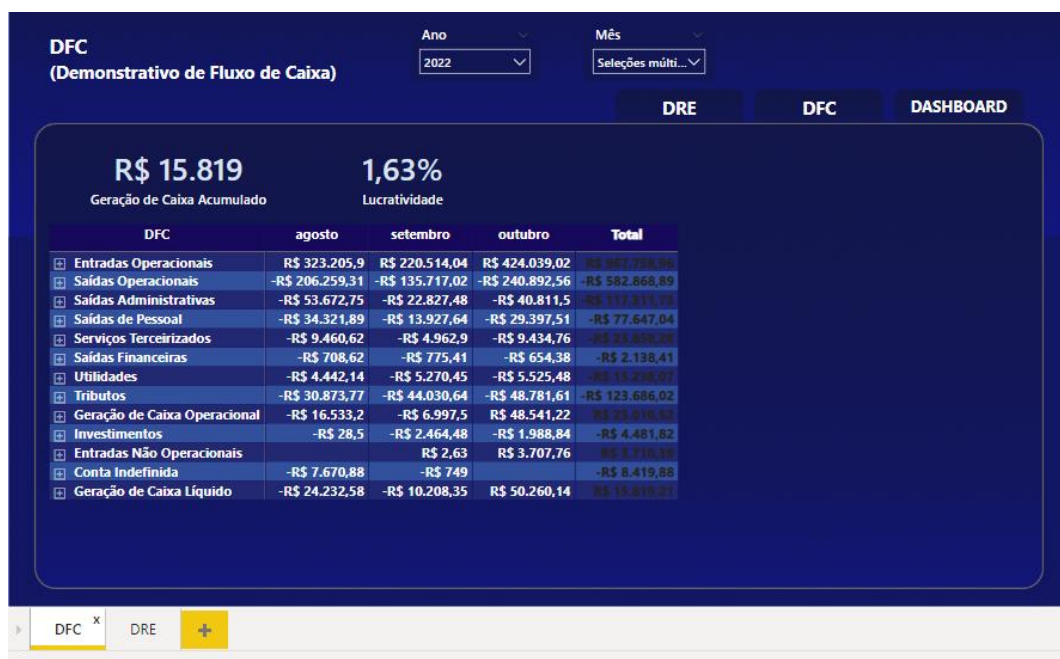 DFC
(Demonstrativo de Fluxo de Caixa)
Ano
2022
Mês
Seleções múlti...
DRE DFC DASHBOARD
R$ 15.819 1,63%
Geração de Caixa Acumulado Lucratividade
DFC agosto setembro outubro Total
Entradas Operacionais R$ 323.205,9 R$ 220.514,04 R$ 424.039,02
Saídas Operacionais -R$ 206.259,31 -R$ 135.717,02 -R$ 240.892,56 -R$ 582.868,89
Saídas Administrativas -R$ 53.672,75 -R$ 22.827,48 -R$ 40.811,5
Saídas de Pessoal -R$ 34.321,89 -R$ 13.927,64 -R$ 29.397,51 -R$ 77.647,04
Serviços Terceirizados -R$ 9.460,62 -R$ 4.962,9 -R$ 9.434,76
Saídas Financeiras -R$ 708,62 -R$ 775,41 -R$ 654,38 -R$ 2.138,41
Utilidades -R$ 4.442,14 -R$ 5.270,45 -R$ 5.525,48
Tributos -R$ 30.873,77 -R$ 44.030,64 -R$ 48.781,61 -R$ 123.686,02
Geração de Caixa Operacional -R$ 16.533,2 -R$ 6.997,5 R$ 48.541,22
Investimentos -R$ 28,5 -R$ 2.464,48 -R$ 1.988,84 -R$ 4.481,82
Entradas Não Operacionais R$ 2,63 R$ 3.707,76
Conta Indefinida -R$ 7.670,88 -R$ 749 -R$ 8.419,88
Geração de Caixa Líquido -R$ 24.232,58 -R$ 10.208,35 R$ 50.260,14
DFC x DRE +